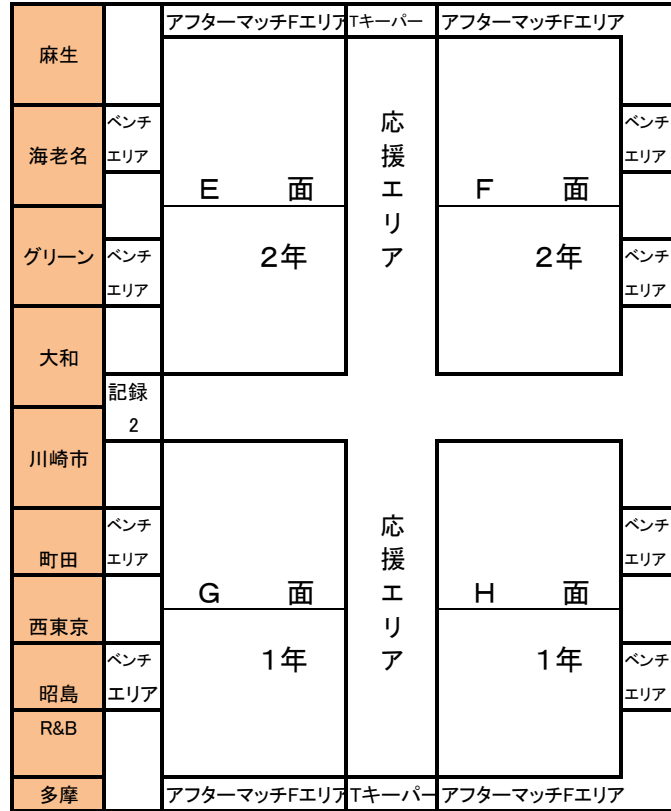 アフターマッチFエリア Tキーパー アフターマッチFエリア
麻生
ベンチ
エリア
海老名
応援エリア
ベンチ
エリア
E 面
F 面
グリーン
ベンチ
エリア
2年
2年
ベンチ
エリア
大和
記録
2
川崎市
ベンチ
エリア
町田
応援エリア
ベンチ
エリア
G 面
H 面
西東京
1年
1年
ベンチ
エリア
昭島
ベンチ
エリア
R&B
多摩
アフターマッチFエリア Tキーパー アフターマッチFエリア